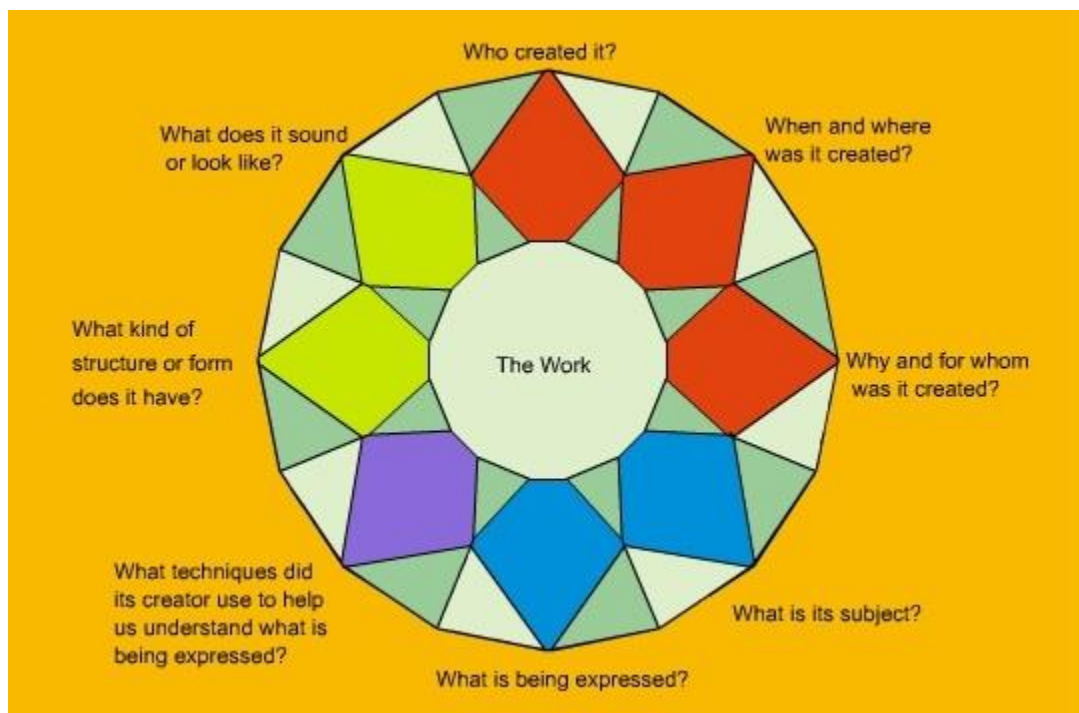 Who created it?
When and where
was it created?
Why and for whom
was it created?
What is its subject?
What is being expressed?
What techniques did
its creator use to help
us understand what is
being expressed?
What kind of
structure or form
does it have?
What does it sound
or look like?
The Work